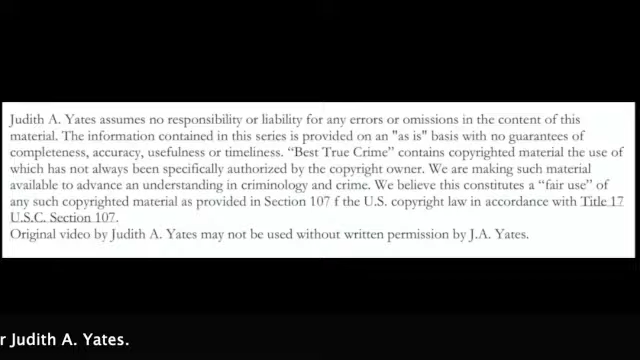 Judith A. Yates assumes no responsibility or liability for any errors or omissions in the content of this
material. The information contained in this series is provided on an "as is" basis with no guarantees of
completeness, accuracy, usefulness or timeliness. “Best True Crime” contains copyrighted material the use of
which has not always been specifically authorized by the copyright owner. We are making such material
available to advance an understanding in criminology and crime. We believe this constitutes a “fair use” of
any such copyrighted material as provided in Section 107 f the U.S. copyright law in accordance with Title 17
U.S.C. Section 107.
Original video by Judith A. Yates may not be used without written permission by J.A. Yates.
r Judith A. Yates.